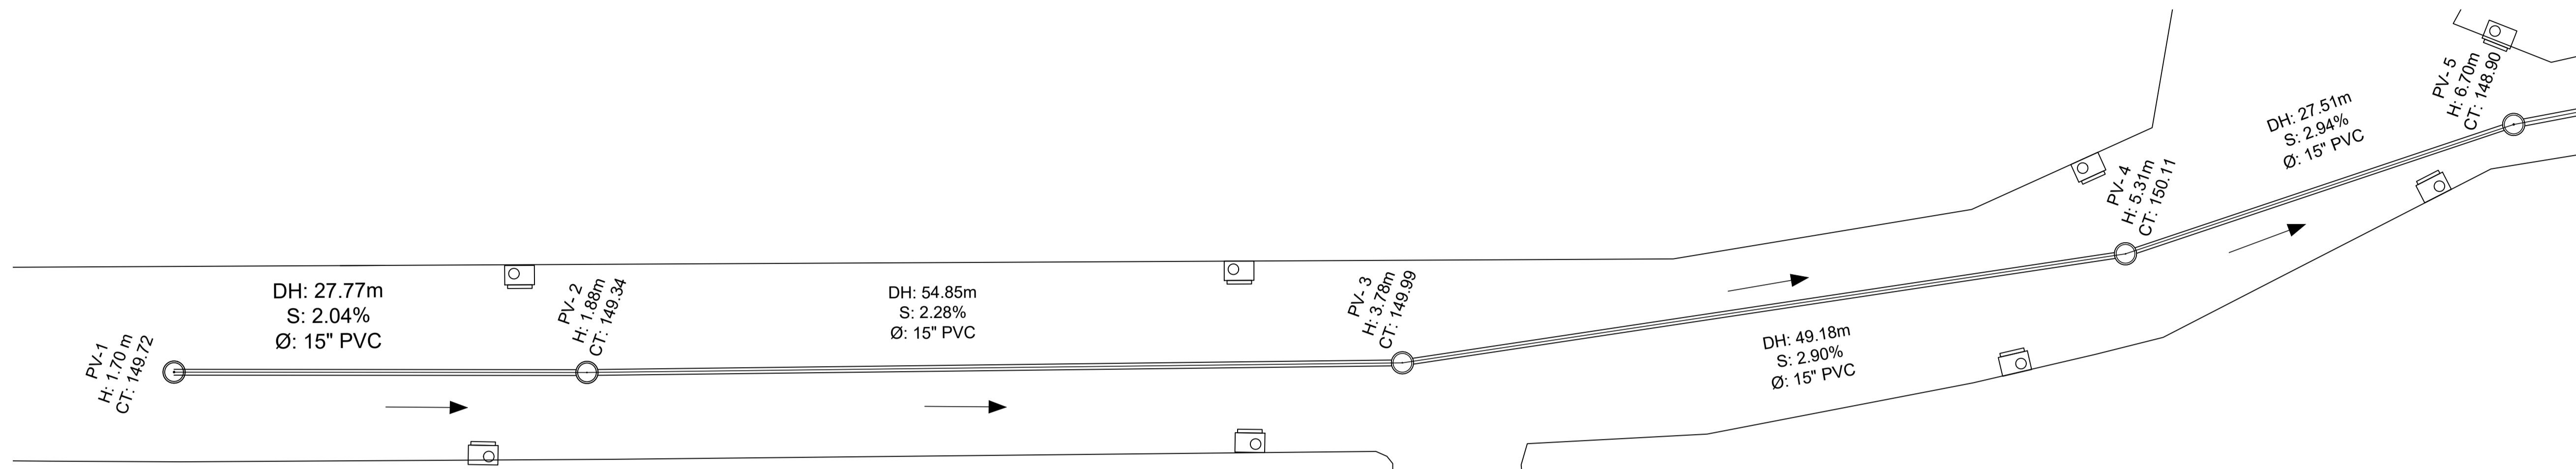 PV-1
H: 1.70 m
CT: 149.72
DH: 27.77m
S: 2.04%
Ø: 15" PVC
PV- 2
H: 1.88m
CT: 149.34
DH: 54.85m
S: 2.28%
Ø: 15" PVC
PV- 3
H: 3.78m
CT: 149.99
DH: 49.18m
S: 2.90%
Ø: 15" PVC
PV- 4
H: 5.31m
CT: 150.11
DH: 27.51m
S: 2.94%
Ø: 15" PVC
PV- 5
H: 6.70m
CT: 148.90